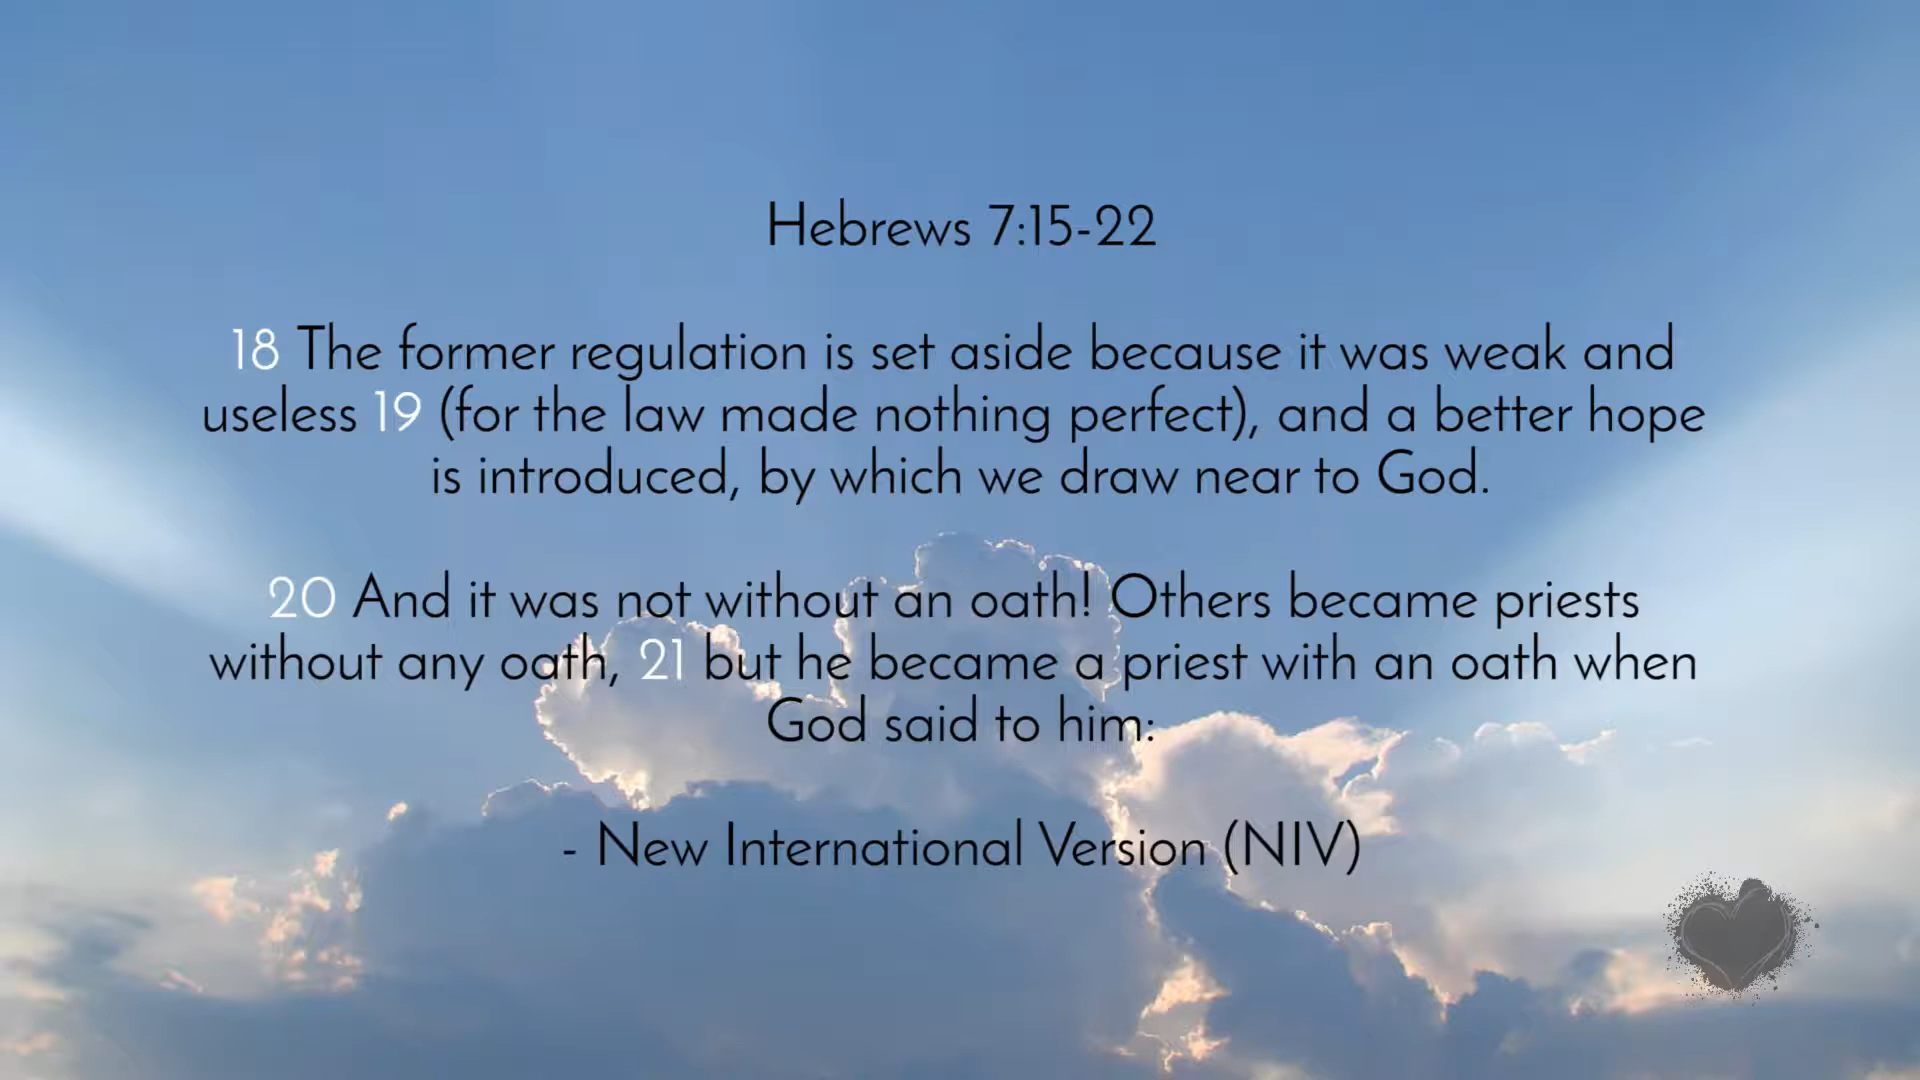 Hebrews 7:15-22
18 The former regulation is set aside because it was weak and
useless 19 (for the law made nothing perfect), and a better hope
is introduced, by which we draw near to God.
20 And it was not without an oath! Others became priests
without any oath, 21 but he became a priest with an oath when
God said to him:
- New International Version (NIV)